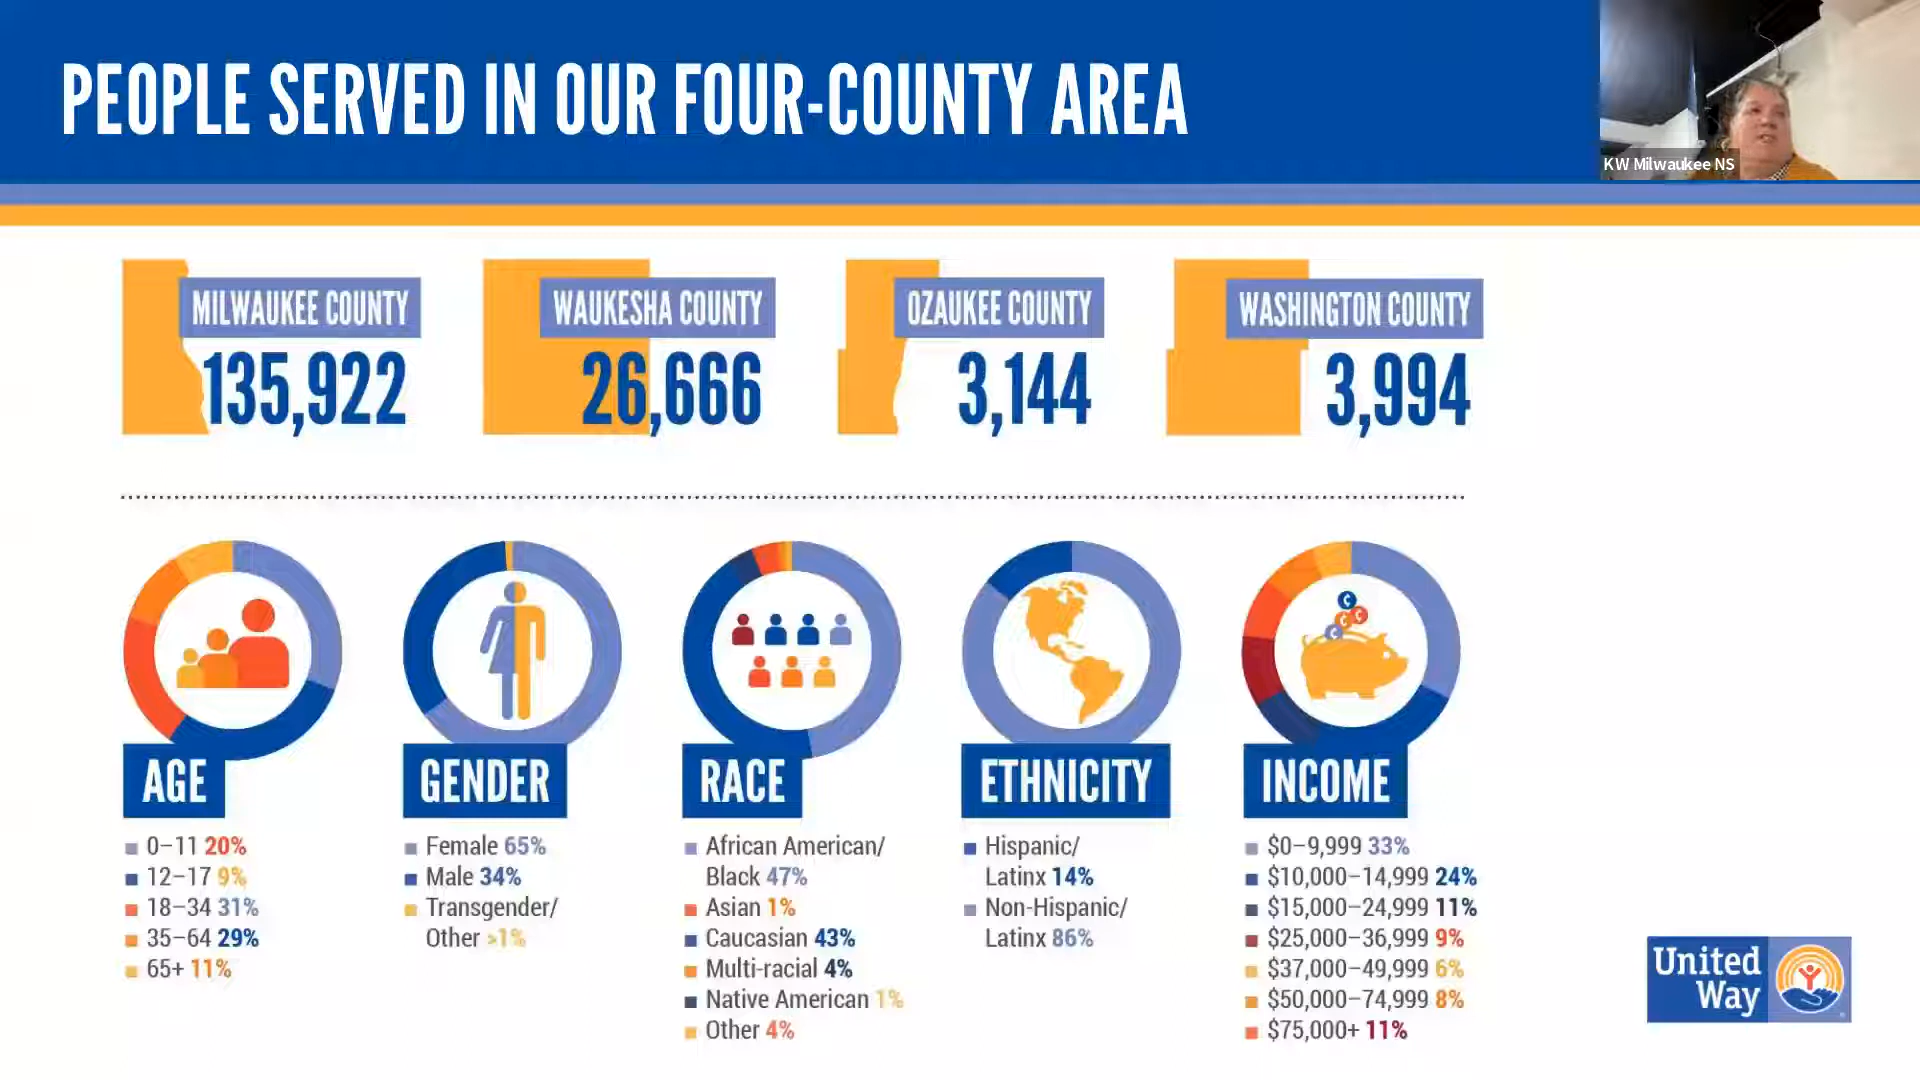 PEOPLE SERVED IN OUR FOUR-COUNTY AREA
KW Milwaukee NS
MILWAUKEE COUNTY
135,922
WAUKESHA COUNTY
26,666
OZAUKEE COUNTY
3,144
WASHINGTON COUNTY
3,994
AGE
0–11 20%
12–17 9%
18–34 31%
35–64 29%
65+ 11%
GENDER
Female 65%
Male 34%
Transgender/
Other >1%
RACE
African American/
Black 47%
Asian 1%
Caucasian 43%
Multi-racial 4%
Native American 1%
Other 4%
ETHNICITY
Hispanic/
Latinx 14%
Non-Hispanic/
Latinx 86%
INCOME
$0–9,999 33%
$10,000–14,999 24%
$15,000–24,999 11%
$25,000–36,999 9%
$37,000–49,999 6%
$50,000–74,999 8%
$75,000+ 11%
United
Way